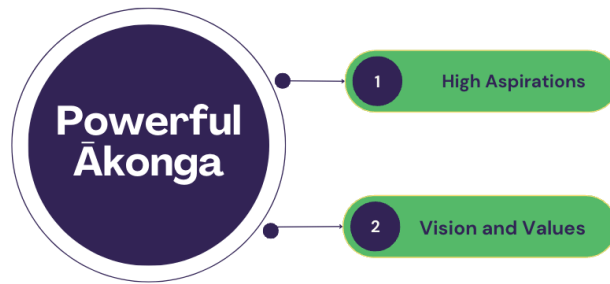 Powerful
Ākonga
1
High Aspirations
2
Vision and Values